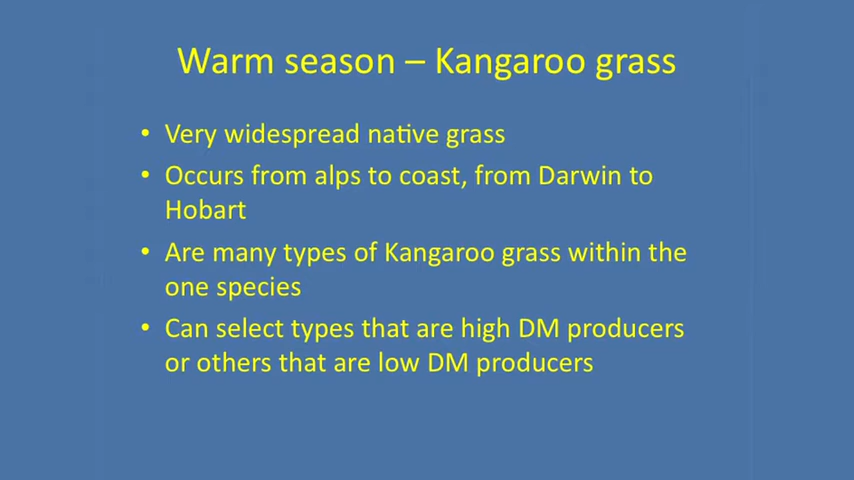 Warm season – Kangaroo grass
• Very widespread native grass
• Occurs from alps to coast, from Darwin to
Hobart
• Are many types of Kangaroo grass within the
one species
• Can select types that are high DM producers
or others that are low DM producers